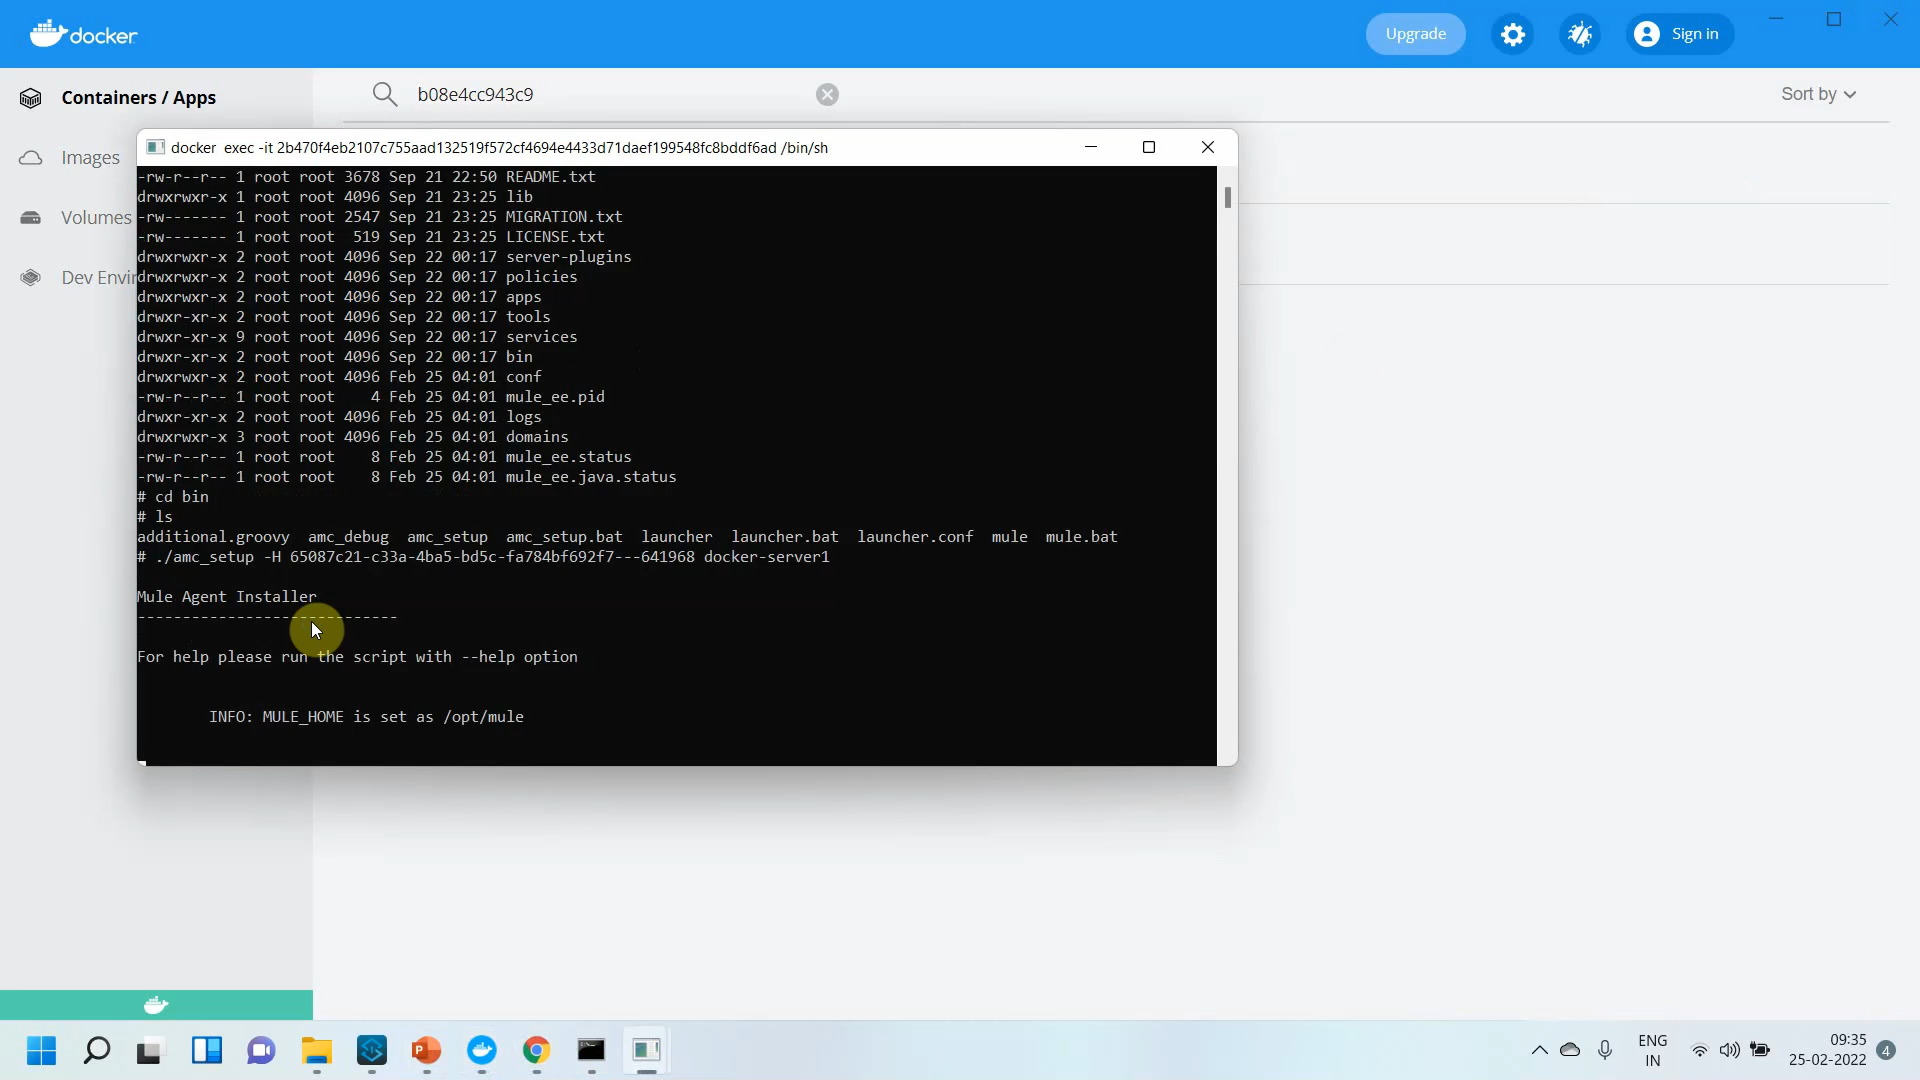 docker
Upgrade
Sign in
Containers / Apps
b08e4cc943c9
Sort by
Images
Volumes
Dev Envir
docker exec -it 2b470f4eb2107c755aad132519f572cf4694e4433d71daef199548fc8bddf6ad /bin/sh
-rw-r--r-- 1 root root 3678 Sep 21 22:50 README.txt
drwxrwxr-x 1 root root 4096 Sep 21 23:25 lib
-rw------- 1 root root 2547 Sep 21 23:25 MIGRATION.txt
-rw------- 1 root root  519 Sep 21 23:25 LICENSE.txt
drwxrwxr-x 2 root root 4096 Sep 22 00:17 server-plugins
drwxrwxr-x 2 root root 4096 Sep 22 00:17 policies
drwxrwxr-x 2 root root 4096 Sep 22 00:17 apps
drwxr-xr-x 2 root root 4096 Sep 22 00:17 tools
drwxr-xr-x 9 root root 4096 Sep 22 00:17 services
drwxr-xr-x 2 root root 4096 Sep 22 00:17 bin
drwxrwxr-x 2 root root 4096 Feb 25 04:01 conf
-rw-r--r-- 1 root root    4 Feb 25 04:01 mule_ee.pid
drwxr-xr-x 2 root root 4096 Feb 25 04:01 logs
drwxrwxr-x 3 root root 4096 Feb 25 04:01 domains
-rw-r--r-- 1 root root    8 Feb 25 04:01 mule_ee.status
-rw-r--r-- 1 root root    8 Feb 25 04:01 mule_ee.java.status
# cd bin
# ls
additional.groovy  amc_debug  amc_setup  amc_setup.bat  launcher  launcher.bat  launcher.conf  mule  mule.bat
# ./amc_setup -H 65087c21-c33a-4ba5-bd5c-fa784bf692f7---641968 docker-server1
Mule Agent Installer
-----------------------------
For help please run the script with --help option
INFO: MULE_HOME is set as /opt/mule
ENG
IN
09:35
25-02-2022
4